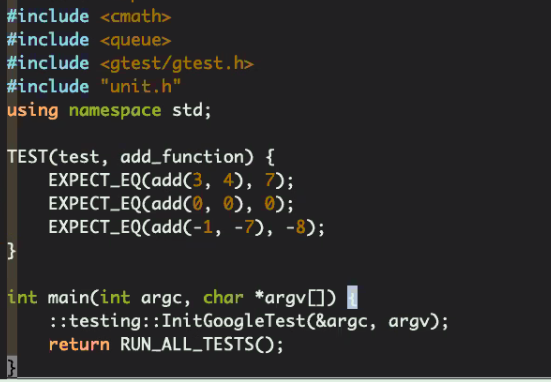 #include <cmath>
#include <queue>
#include <gtest/gtest.h>
#include "unit.h"
using namespace std;
TEST(test, add_function) {
EXPECT_EQ(add(3, 4), 7);
EXPECT_EQ(add(0, 0), 0);
EXPECT_EQ(add(-1, -7), -8);
}
int main(int argc, char *argv[]) {
::testing::InitGoogleTest(&argc, argv);
return RUN_ALL_TESTS();
}